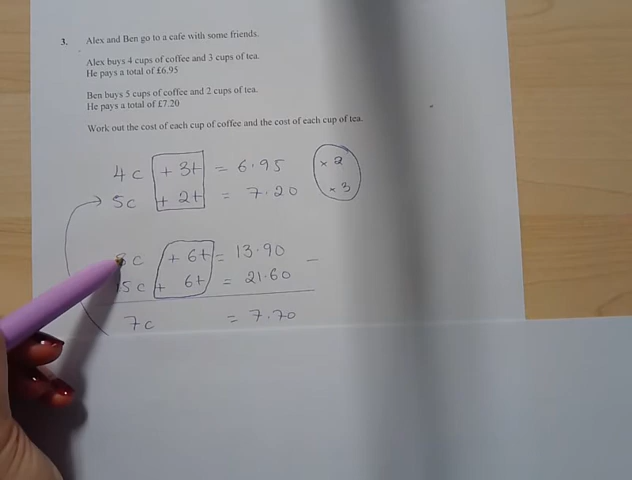 3. Alex and Ben go to a cafe with some friends.
Alex buys 4 cups of coffee and 3 cups of tea.
He pays a total of £6.95
Ben buys 5 cups of coffee and 2 cups of tea.
He pays a total of £7.20
Work out the cost of each cup of coffee and the cost of each cup of tea.
4c + 3t = 6.95 × 2
5c + 2t = 7.20 × 3
c + 6t = 13.90 –
15c + 6t = 21.60
7c = 7.70